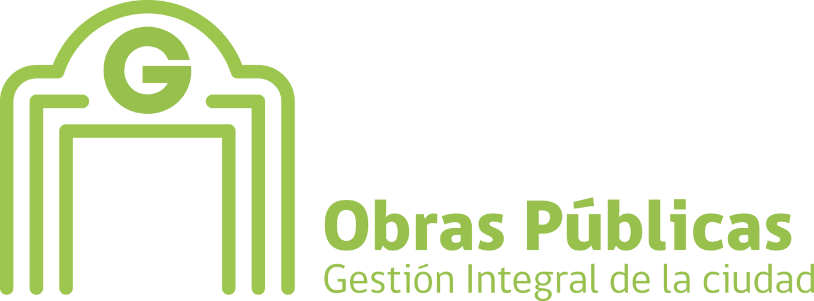 G
Obras Públicas
Gestión Integral de la ciudad